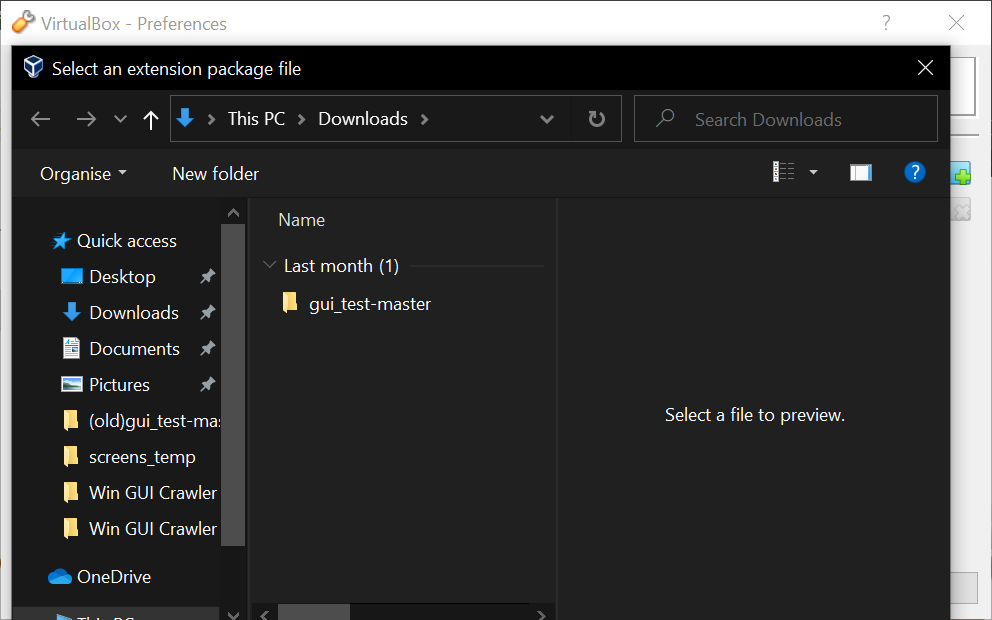 VirtualBox - Preferences
?
Select an extension package file
This PC
Downloads
Search Downloads
Organise
New folder
?
Name
Quick access
Desktop
Downloads
Documents
Pictures
(old)gui_test-mas
screens_temp
Win GUI Crawler
Win GUI Crawler
OneDrive
This PC
Last month (1)
gui_test-master
Select a file to preview.